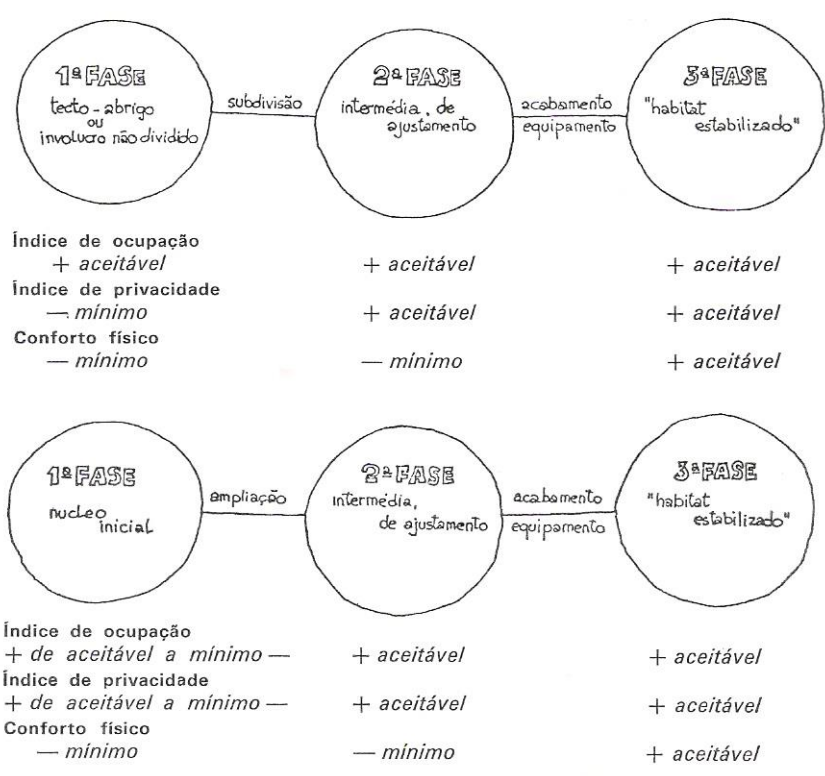 1ª FASE
tecto-abrigo
ou
involucro não dividido
subdivisão
2ª FASE
intermédia, de
ajustamento
acabamento
equipamento
3ª FASE
"habitat
estabilizado"
Índice de ocupação
+ aceitável + aceitável + aceitável
Índice de privacidade
— mínimo + aceitável + aceitável
Conforto físico
— mínimo — mínimo + aceitável
1ª FASE
nucleo
inicial
ampliação
2ª FASE
intermédia,
de ajustamento
acabamento
equipamento
3ª FASE
"habitat
estabilizado"
Índice de ocupação
+ de aceitável a mínimo — + aceitável + aceitável
Índice de privacidade
+ de aceitável a mínimo — + aceitável + aceitável
Conforto físico
— mínimo — mínimo + aceitável